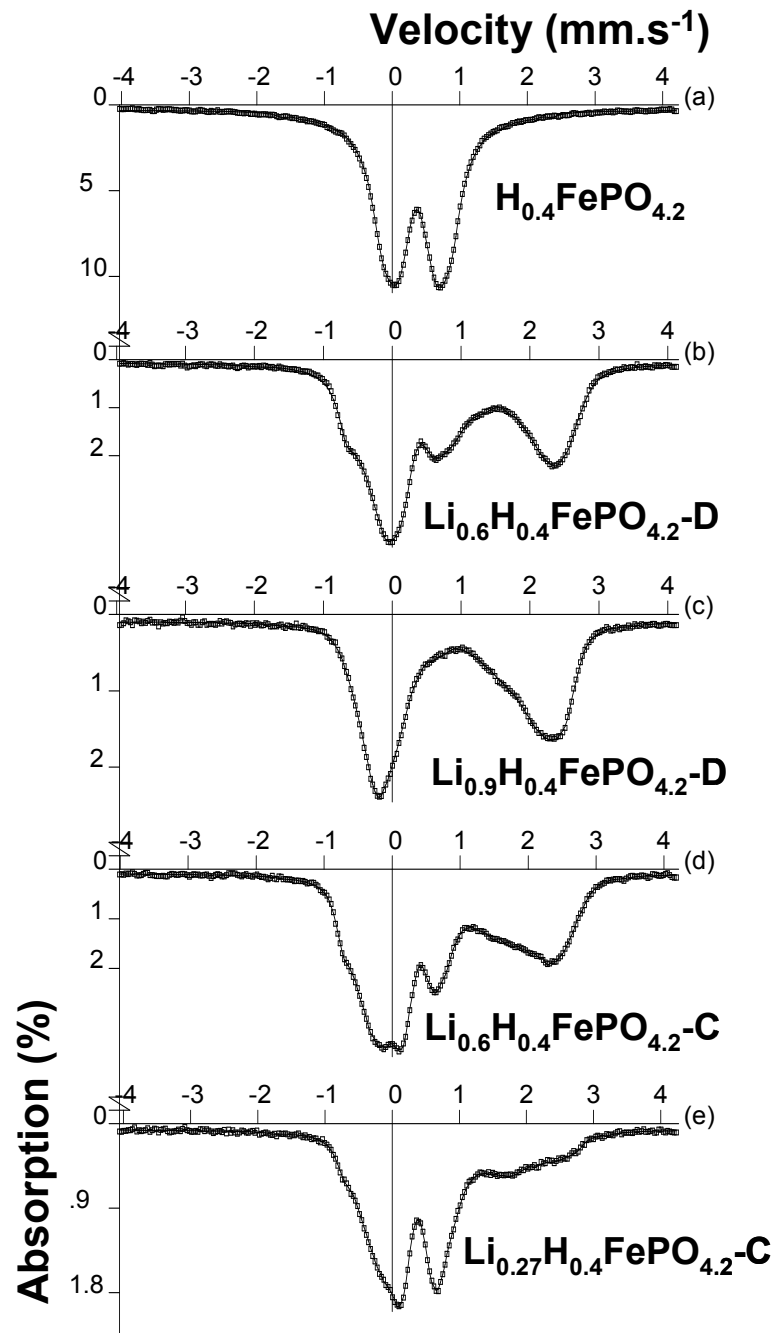 Velocity (mm.s-1)
-4 -3 -2 -1 0 1 2 3 4
(a)
0
5
10
H0.4FePO4.2
-4 -3 -2 -1 0 1 2 3 4
(b)
0
1
2
Li0.6H0.4FePO4.2-D
-4 -3 -2 -1 0 1 2 3 4
(c)
0
1
2
Li0.9H0.4FePO4.2-D
-4 -3 -2 -1 0 1 2 3 4
(d)
0
1
2
Li0.6H0.4FePO4.2-C
-4 -3 -2 -1 0 1 2 3 4
(e)
0
.9
1.8
Li0.27H0.4FePO4.2-C
Absorption (%)